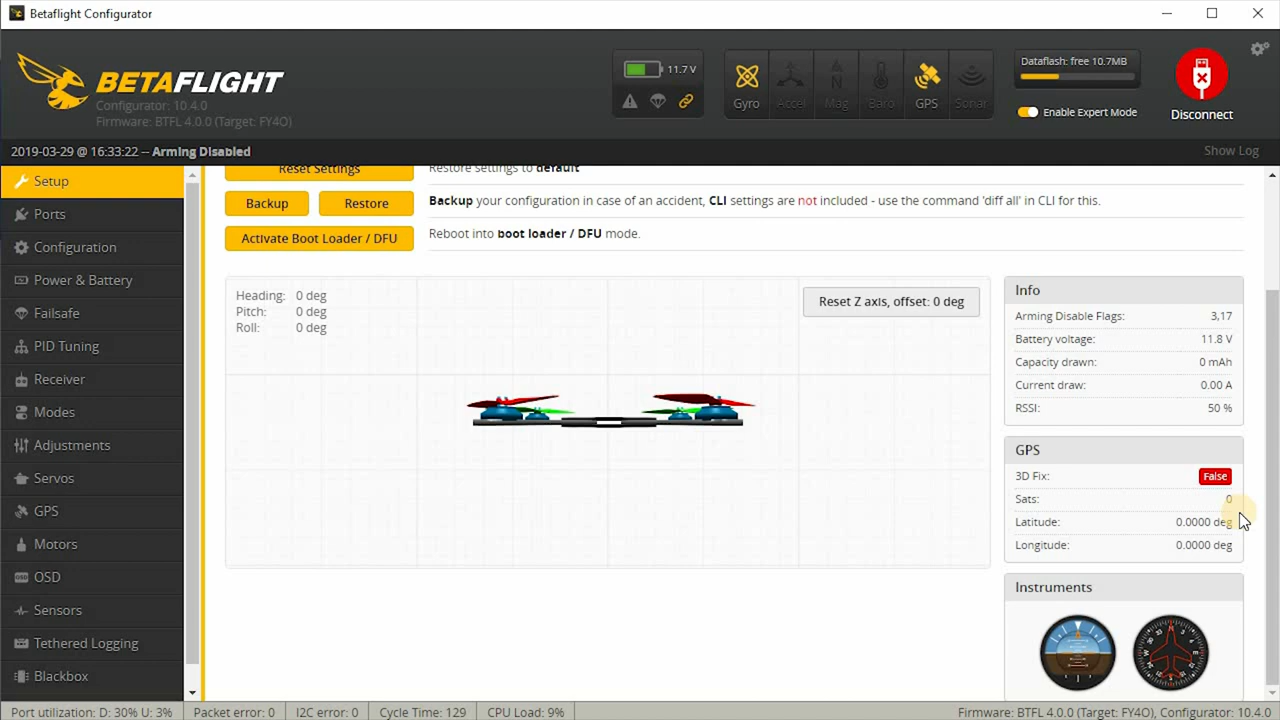 Betaflight Configurator
BETAFLIGHT
Configurator: 10.4.0
Firmware: BTFL 4.0.0 (Target: FY4O)
11.7 V
Gyro
Accel
Mag
Baro
GPS
Sonar
Dataflash: free 10.7MB
Enable Expert Mode
Disconnect
2019-03-29 @ 16:33:22 -- Arming Disabled
Show Log
Setup
Ports
Configuration
Power & Battery
Failsafe
PID Tuning
Receiver
Modes
Adjustments
Servos
GPS
Motors
OSD
Sensors
Tethered Logging
Blackbox
Reset Settings
Restore settings to default
Backup
Restore
Backup your configuration in case of an accident, CLI settings are not included - use the command 'diff all' in CLI for this.
Activate Boot Loader / DFU
Reboot into boot loader / DFU mode.
Heading: 0 deg
Pitch: 0 deg
Roll: 0 deg
Reset Z axis, offset: 0 deg
Info
Arming Disable Flags: 3,17
Battery voltage: 11.8 V
Capacity drawn: 0 mAh
Current draw: 0.00 A
RSSI: 50 %
GPS
3D Fix: False
Sats: 0
Latitude: 0.0000 deg
Longitude: 0.0000 deg
Instruments
Port utilization: D: 30% U: 3%
Packet error: 0
I2C error: 0
Cycle Time: 129
CPU Load: 9%
Firmware: BTFL 4.0.0 (Target: FY4O), Configurator: 10.4.0